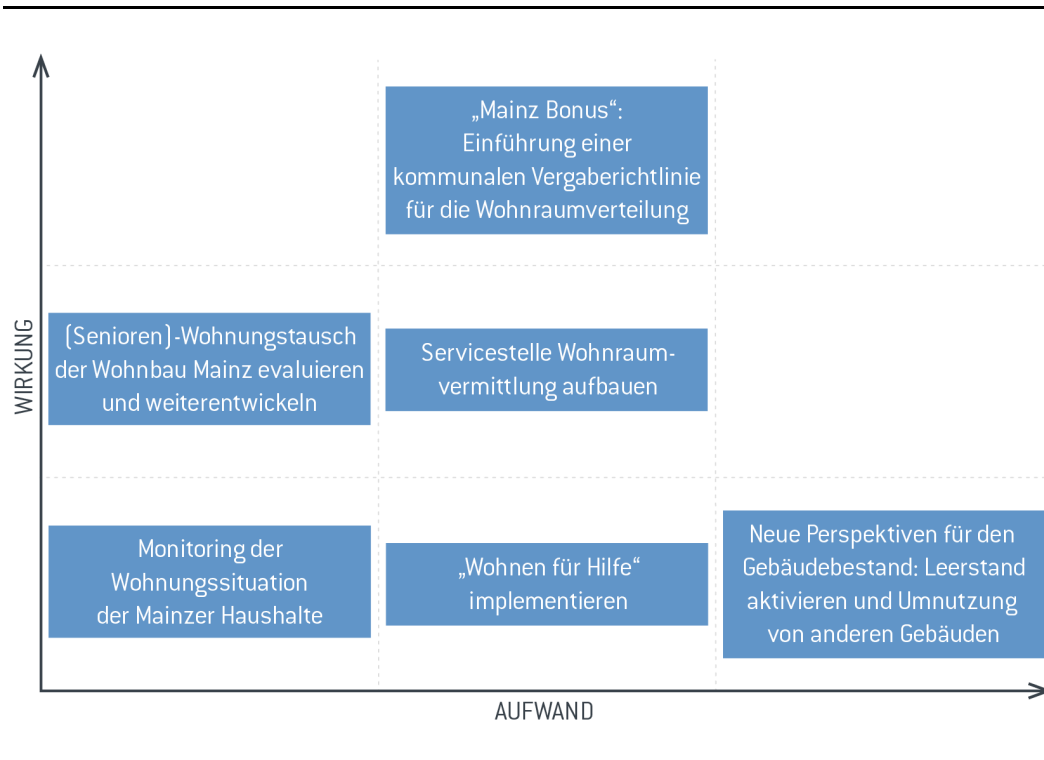 „Mainz Bonus“:
Einführung einer
kommunalen Vergaberichtlinie
für die Wohnraumverteilung
WIRKUNG
(Senioren)-Wohnungstausch
der Wohnbau Mainz evaluieren
und weiterentwickeln
Servicestelle Wohnraum-
vermittlung aufbauen
Monitoring der
Wohnungssituation
der Mainzer Haushalte
„Wohnen für Hilfe“
implementieren
Neue Perspektiven für den
Gebäudebestand: Leerstand
aktivieren und Umnutzung
von anderen Gebäuden
AUFWAND